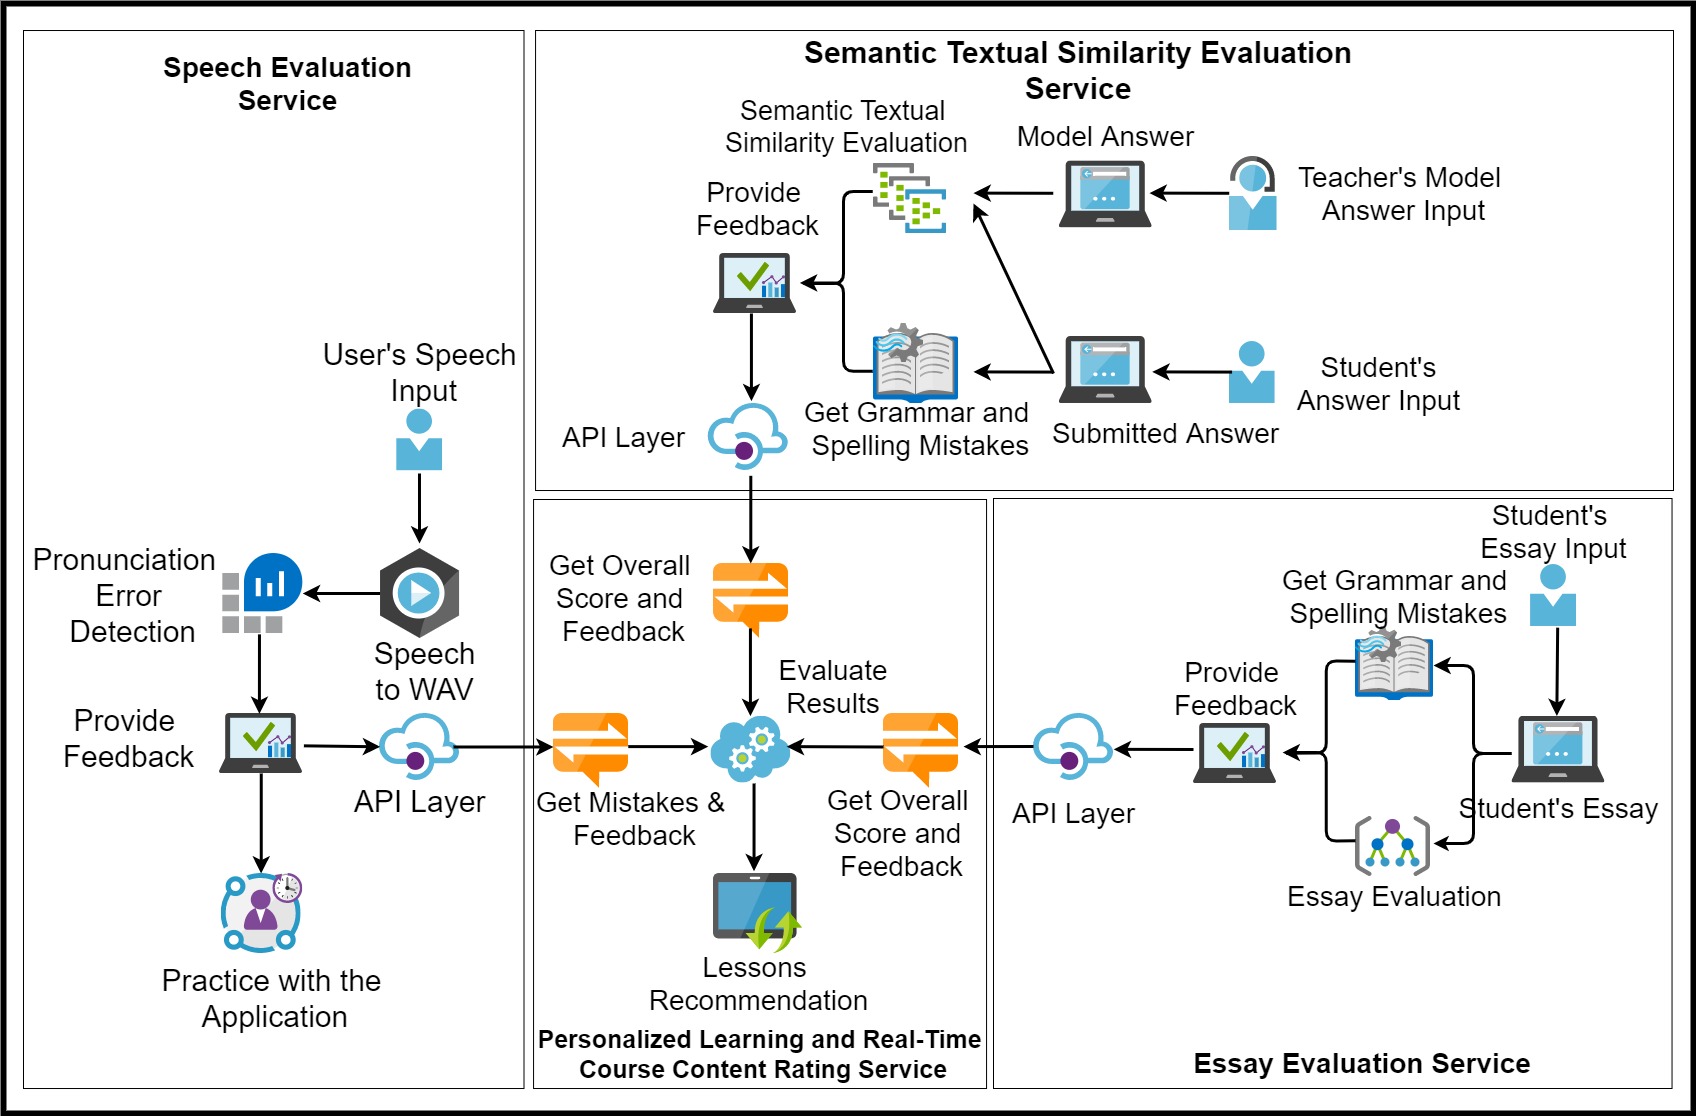 Speech Evaluation
Service
User's Speech
Input
Pronunciation
Error
Detection
Speech
to WAV
Provide
Feedback
API Layer
Practice with the
Application
Semantic Textual Similarity Evaluation
Service
Semantic Textual
Similarity Evaluation
Model Answer
Teacher's Model
Answer Input
Provide
Feedback
Student's
Answer Input
Get Grammar and
Spelling Mistakes
Submitted Answer
API Layer
Get Overall
Score and
Feedback
Evaluate
Results
Get Mistakes &
Feedback
Get Overall
Score and
Feedback
Lessons
Recommendation
Personalized Learning and Real-Time
Course Content Rating Service
Student's
Essay Input
Get Grammar and
Spelling Mistakes
Provide
Feedback
API Layer
Student's Essay
Essay Evaluation
Essay Evaluation Service